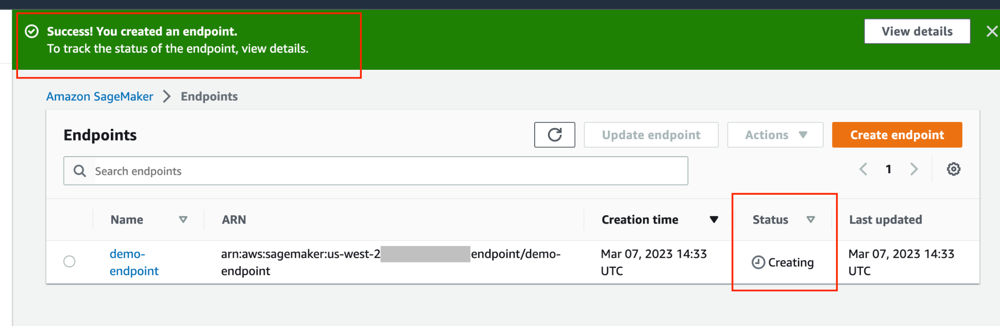 Success! You created an endpoint.
To track the status of the endpoint, view details.
View details
Amazon SageMaker
Endpoints
Endpoints
Update endpoint
Actions
Create endpoint
Search endpoints
1
Name
ARN
Creation time
Status
Last updated
demo-
endpoint
arn:aws:sagemaker:us-west-2 endpoint/demo-
endpoint
Mar 07, 2023 14:33
UTC
Creating
Mar 07, 2023 14:33
UTC